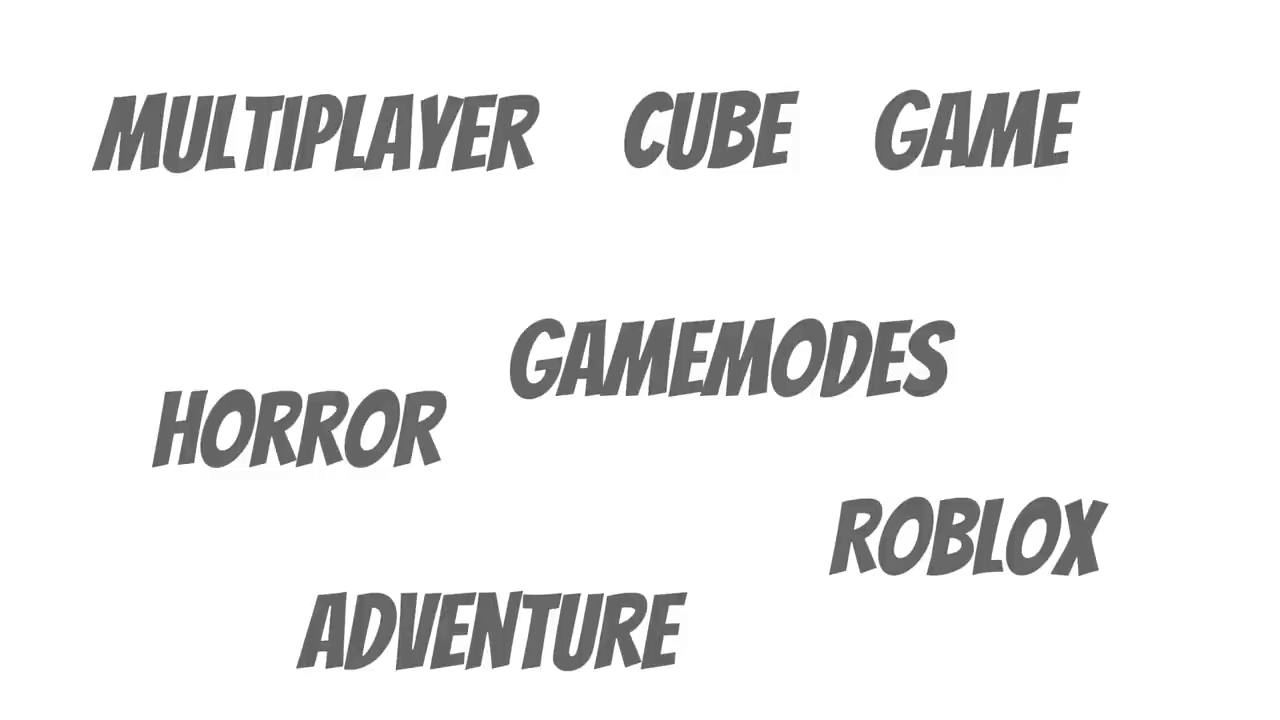 MULTIPLAYER CUBE GAME
GAMEMODES
HORROR
ROBLOX
ADVENTURE